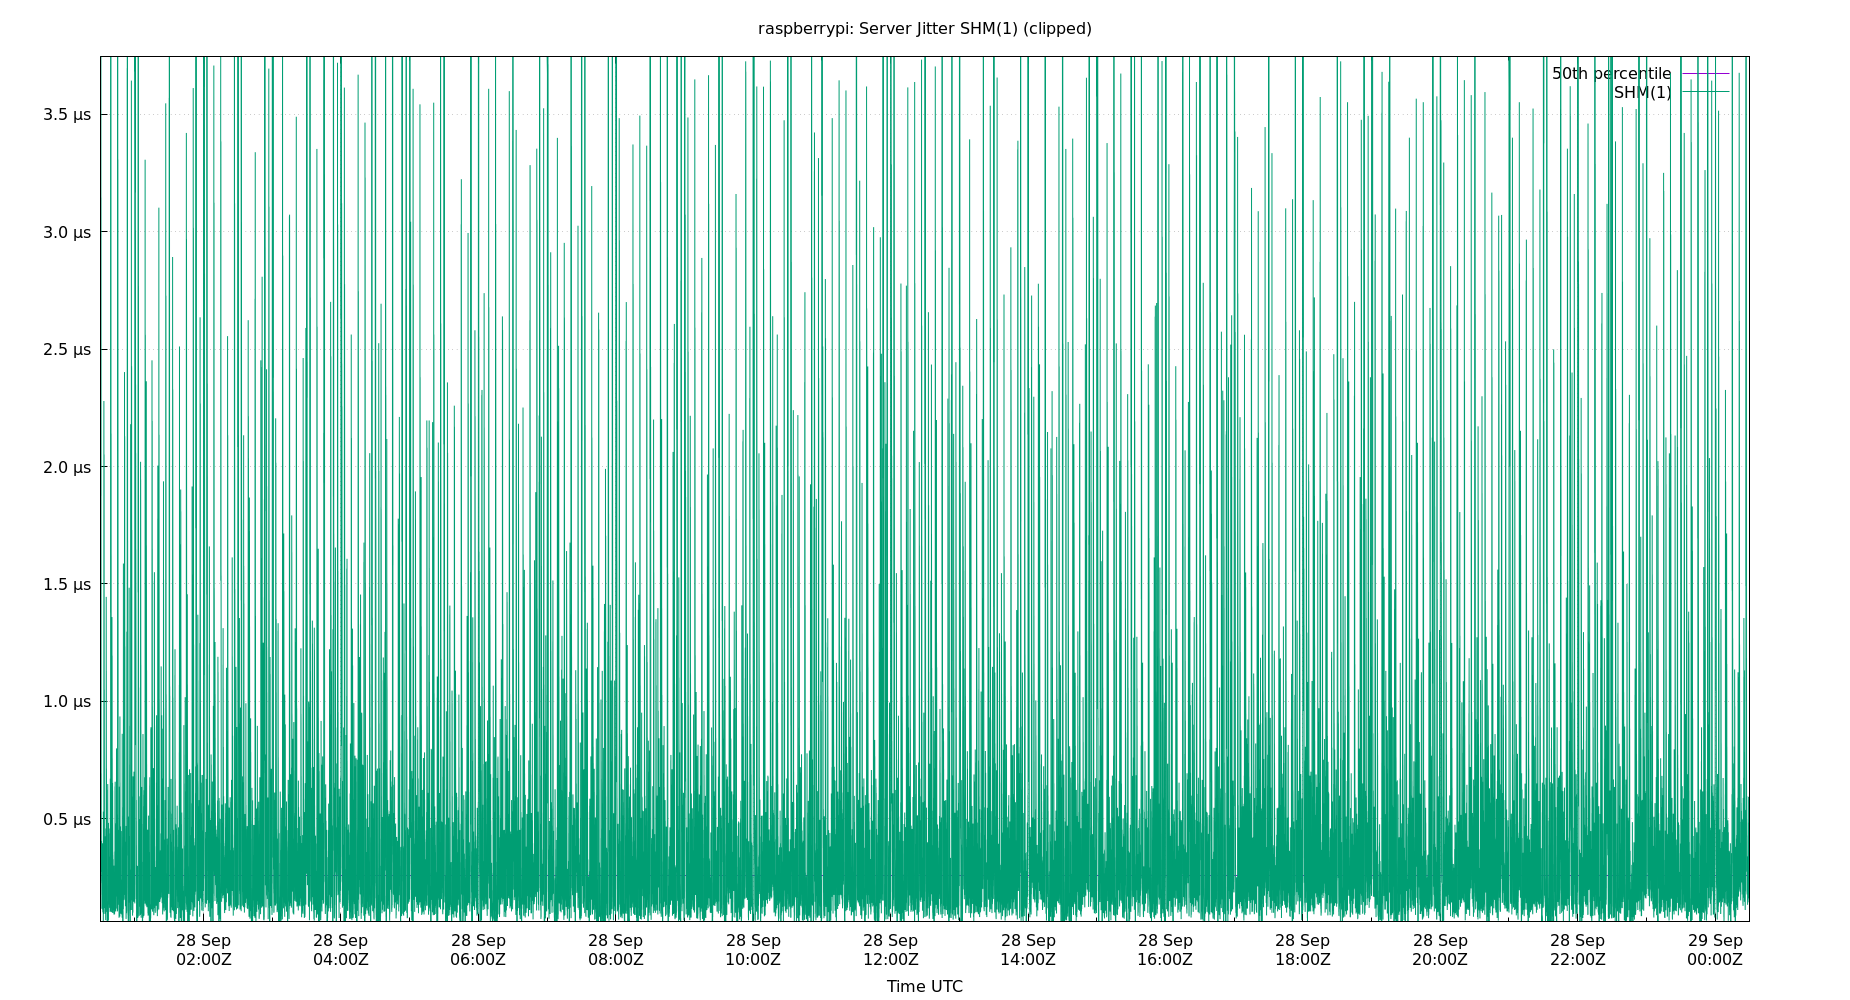 raspberrypi: Server Jitter SHM(1) (clipped)
50th percentile
SHM(1)
3.5 µs
3.0 µs
2.5 µs
2.0 µs
1.5 µs
1.0 µs
0.5 µs
28 Sep 28 Sep 28 Sep 28 Sep 28 Sep 28 Sep 28 Sep 28 Sep 28 Sep 28 Sep 28 Sep 29 Sep
02:00Z 04:00Z 06:00Z 08:00Z 10:00Z 12:00Z 14:00Z 16:00Z 18:00Z 20:00Z 22:00Z 00:00Z
Time UTC